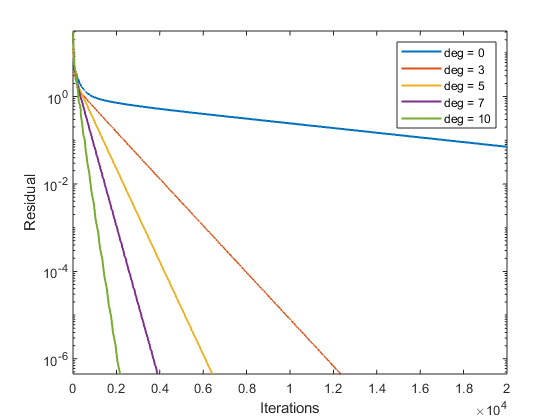 deg = 0
deg = 3
deg = 5
deg = 7
deg = 10
10^0
10^-2
10^-4
10^-6
Residual
0 0.2 0.4 0.6 0.8 1 1.2 1.4 1.6 1.8 2
Iterations
×10^4